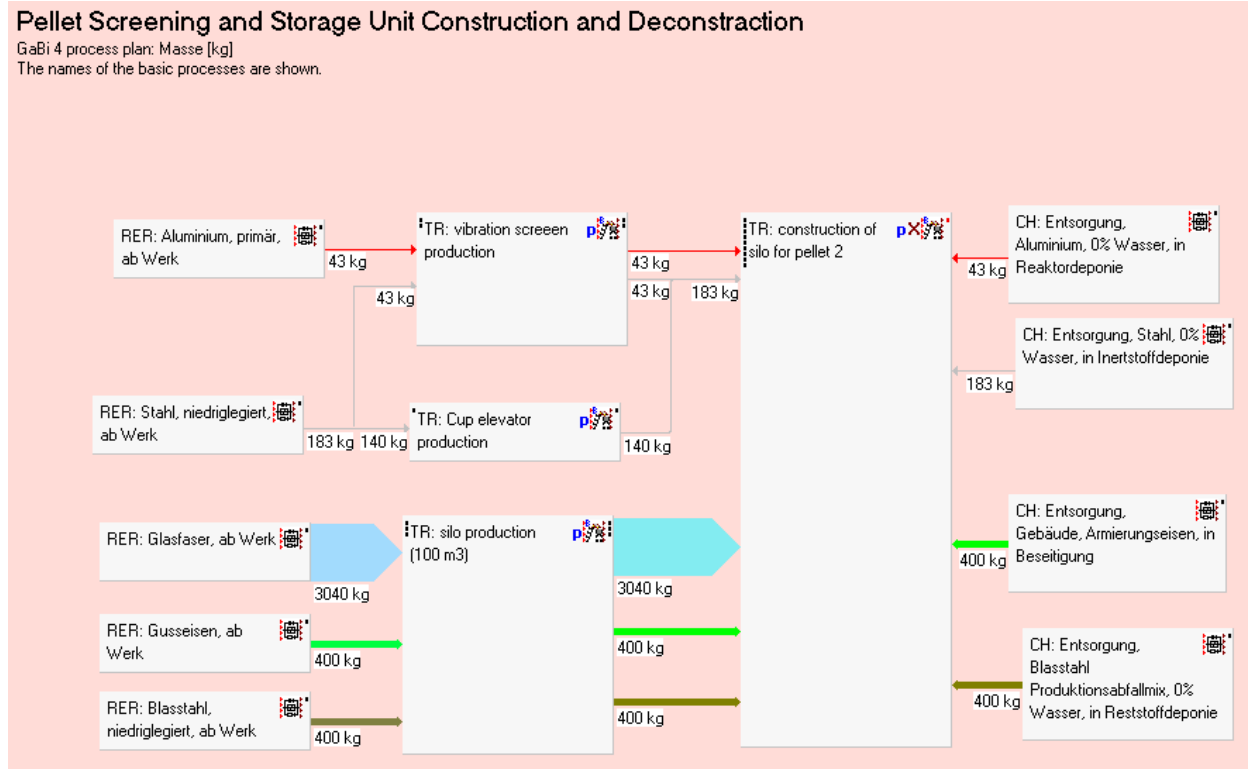 Pellet Screening and Storage Unit Construction and Deconstraction
GaBi 4 process plan: Masse [kg]
The names of the basic processes are shown.
RER: Aluminium, primär,
ab Werk
43 kg
43 kg
TR: vibration screeen
production
p
43 kg
43 kg
183 kg
TR: construction of
silo for pellet 2
pX
CH: Entsorgung,
Aluminium, 0% Wasser, in
Reaktordeponie
43 kg
CH: Entsorgung, Stahl, 0%
Wasser, in Inertstoffdeponie
183 kg
RER: Stahl, niedriglegiert,
ab Werk
183 kg
140 kg
TR: Cup elevator
production
p
140 kg
RER: Glasfaser, ab Werk
3040 kg
TR: silo production
(100 m3)
p
3040 kg
CH: Entsorgung,
Gebäude, Armierungseisen, in
Beseitigung
400 kg
RER: Gusseisen, ab
Werk
400 kg
400 kg
RER: Blasstahl,
niedriglegiert, ab Werk
400 kg
400 kg
CH: Entsorgung,
Blasstahl
Produktionsabfallmix, 0%
Wasser, in Reststoffdeponie
400 kg